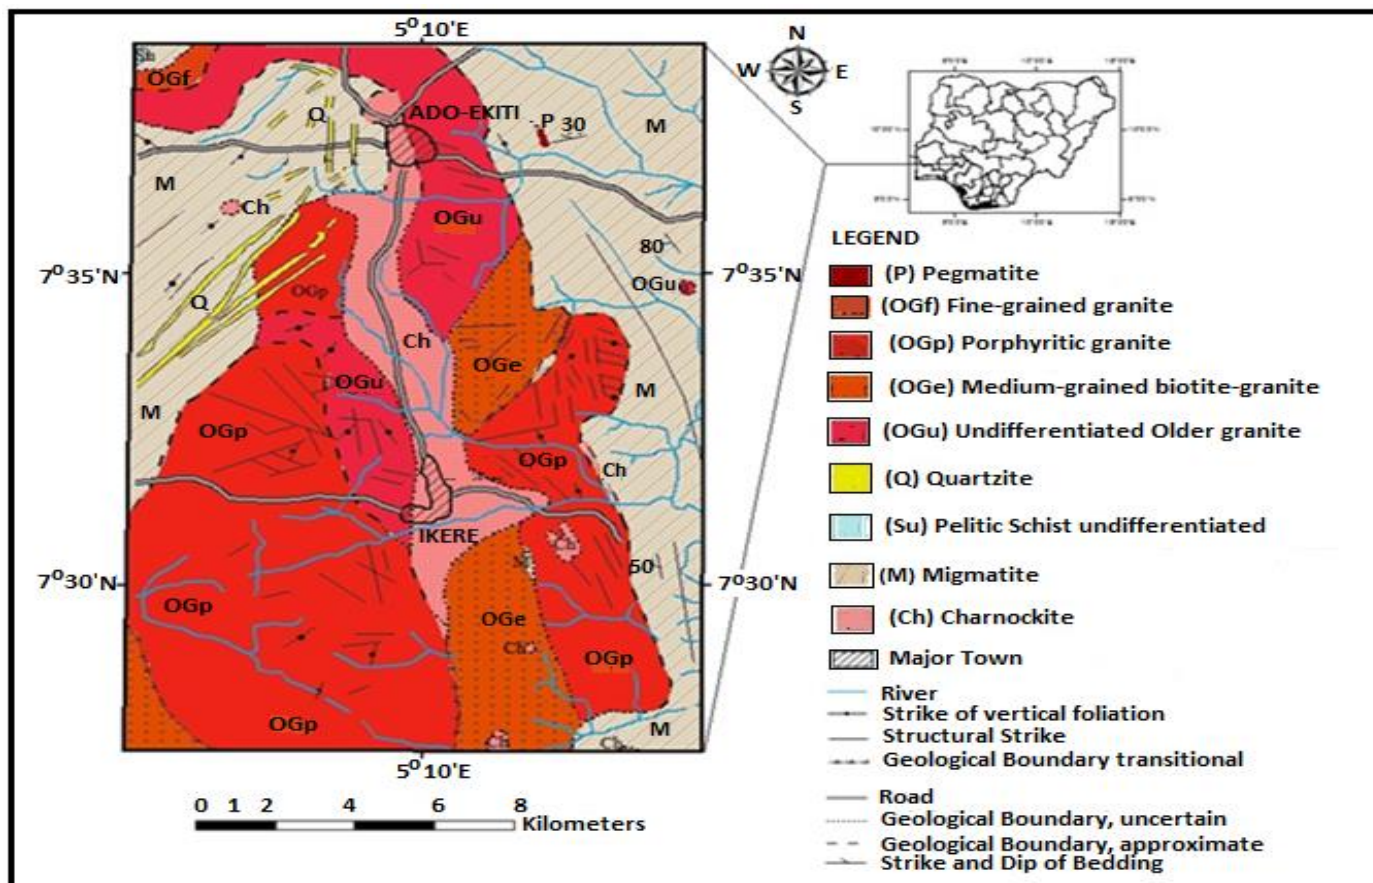 5⁰10'E
N
W E
S
OGf
Q
ADO-EKITI
P 30
M
M
Ch
OGu
80
7⁰35'N
7⁰35'N
OGu
Q
OGp
Ch
OGe
OGu
M
M
OGp
OGp
Ch
IKERE
Ch
50
7⁰30'N
7⁰30'N
OGp
OGe
Ch
OGp
OGp
M
Ch
5⁰10'E
0 1 2 4 6 8
Kilometers
LEGEND
(P) Pegmatite
(OGf) Fine-grained granite
(OGp) Porphyritic granite
(OGe) Medium-grained biotite-granite
(OGu) Undifferentiated Older granite
(Q) Quartzite
(Su) Pelitic Schist undifferentiated
(M) Migmatite
(Ch) Charnockite
Major Town
River
Strike of vertical foliation
Structural Strike
Geological Boundary transitional
Road
Geological Boundary, uncertain
Geological Boundary, approximate
Strike and Dip of Bedding